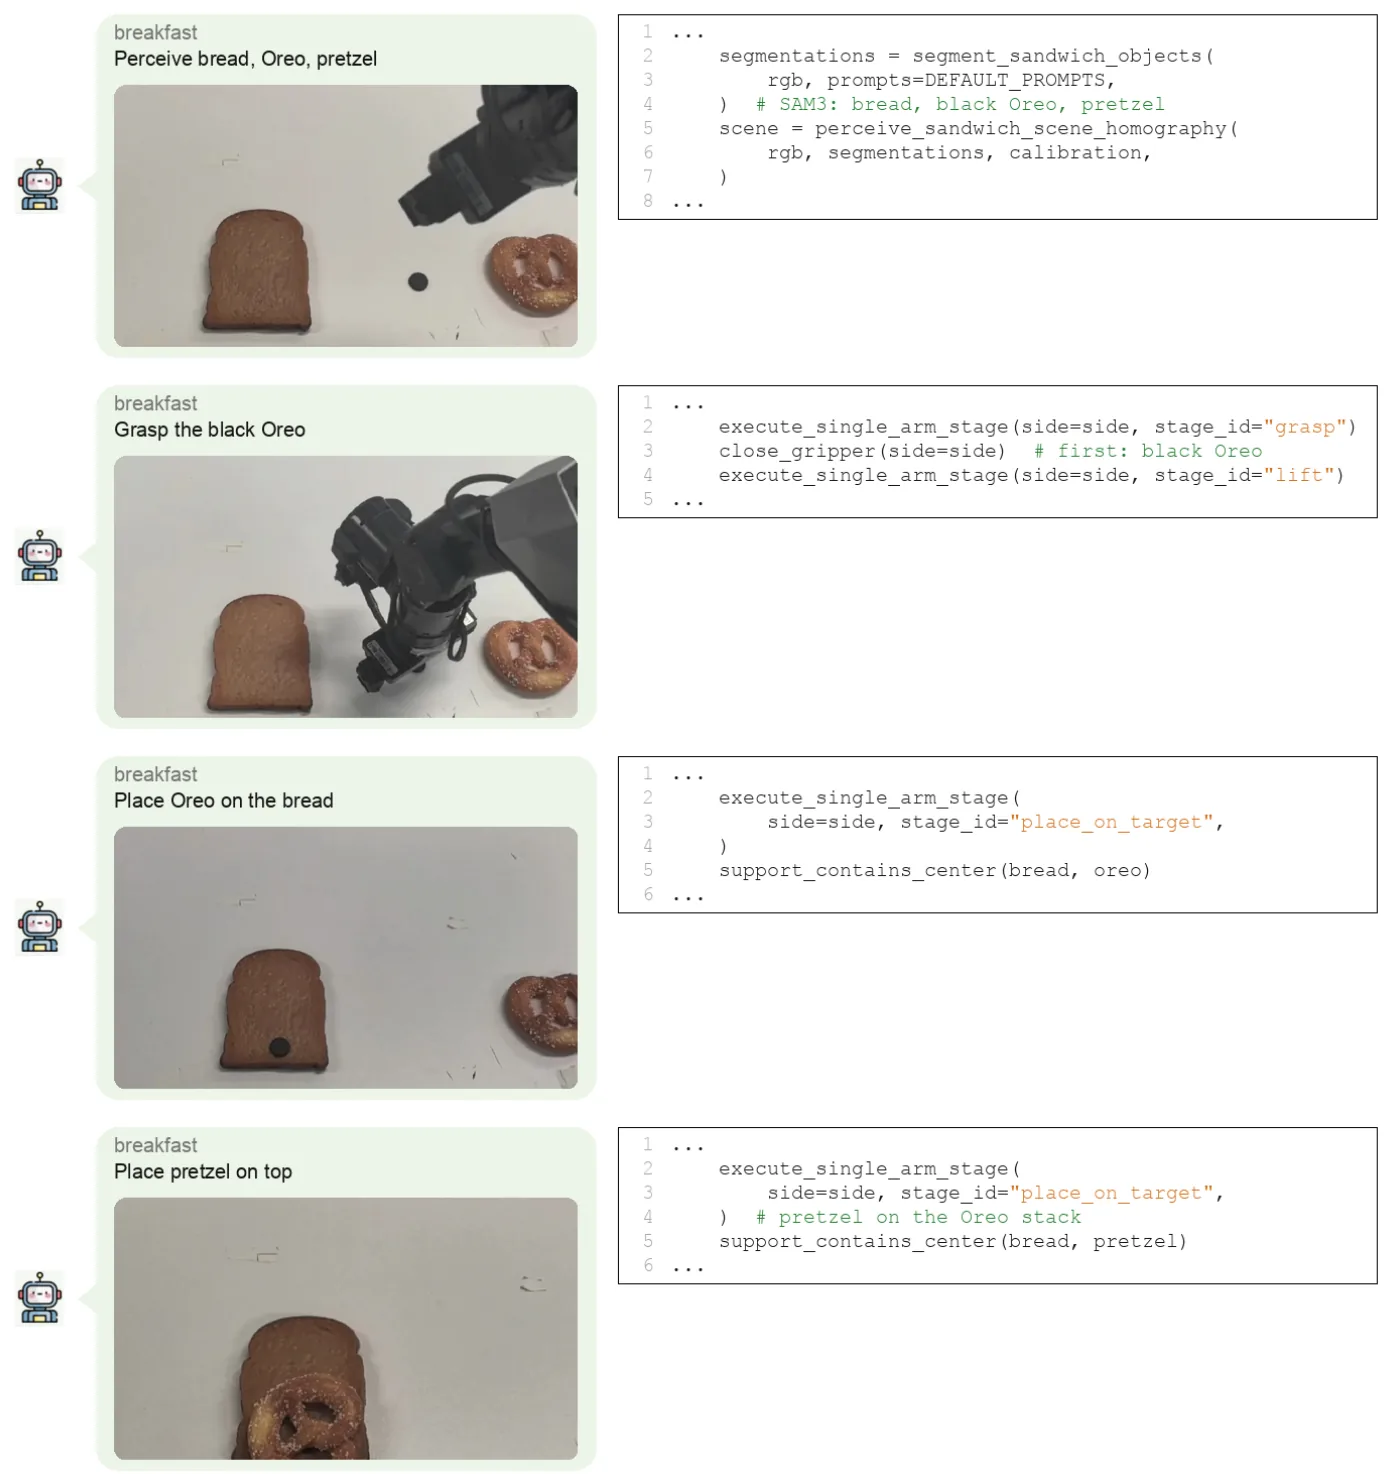 breakfast
Perceive bread, Oreo, pretzel
1 ...
2     segmentations = segment_sandwich_objects(
3         rgb, prompts=DEFAULT_PROMPTS,
4     )  # SAM3: bread, black Oreo, pretzel
5     scene = perceive_sandwich_scene_homography(
6         rgb, segmentations, calibration,
7     )
8 ...
breakfast
Grasp the black Oreo
1 ...
2     execute_single_arm_stage(side=side, stage_id="grasp")
3     close_gripper(side=side)  # first: black Oreo
4     execute_single_arm_stage(side=side, stage_id="lift")
5 ...
breakfast
Place Oreo on the bread
1 ...
2     execute_single_arm_stage(
3         side=side, stage_id="place_on_target",
4     )
5     support_contains_center(bread, oreo)
6 ...
breakfast
Place pretzel on top
1 ...
2     execute_single_arm_stage(
3         side=side, stage_id="place_on_target",
4     )  # pretzel on the Oreo stack
5     support_contains_center(bread, pretzel)
6 ...